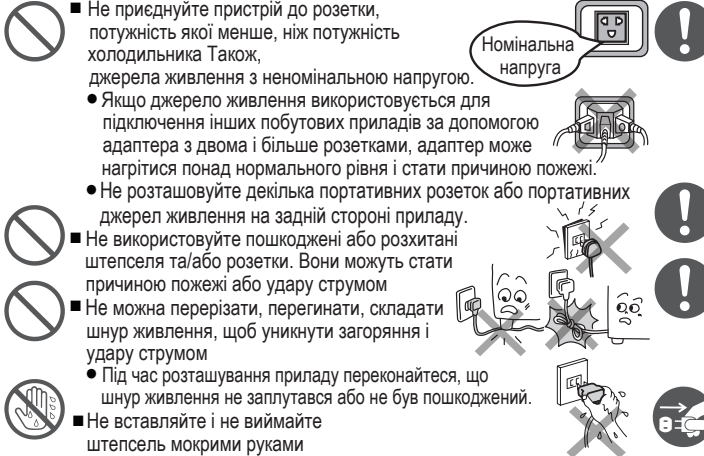 ■ Не приєднуйте пристрій до розетки,
потужність якої менше, ніж потужність
холодильника Також,
джерела живлення з неномінальною напругою.
Номінальна
напруга
● Якщо джерело живлення використовується для
підключення інших побутових приладів за допомогою
адаптера з двома і більше розетками, адаптер може
нагрітися понад нормального рівня і стати причиною пожежі.
● Не розташовуйте декілька портативних розеток або портативних
джерел живлення на задній стороні приладу.
■ Не використовуйте пошкоджені або розхитані
штепселя та/або розетки. Вони можуть стати
причиною пожежі або удару струмом
■ Не можна перерізати, перегинати, складати
шнур живлення, щоб уникнути загоряння і
удару струмом
● Під час розташування приладу переконайтеся, що
шнур живлення не заплутався або не був пошкоджений.
■ Не вставляйте і не виймайте
штепсель мокрими руками